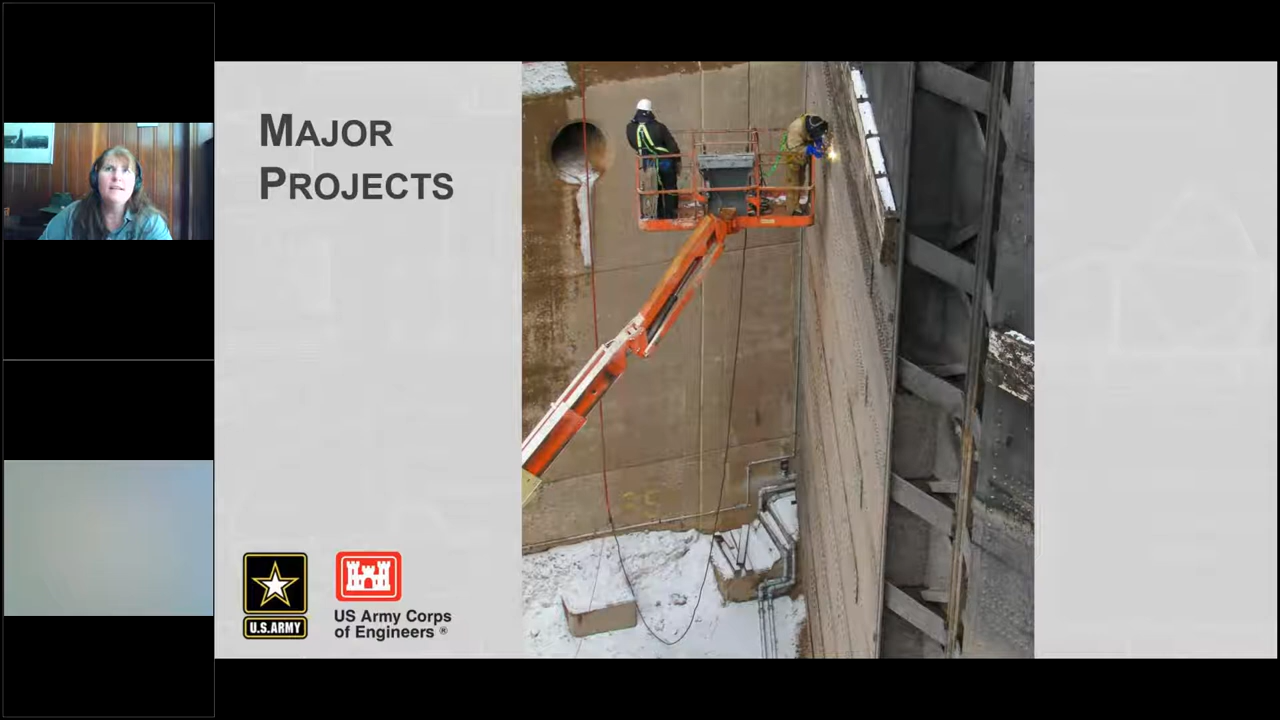 MAJOR
PROJECTS
U.S.ARMY
US Army Corps
of Engineers ®